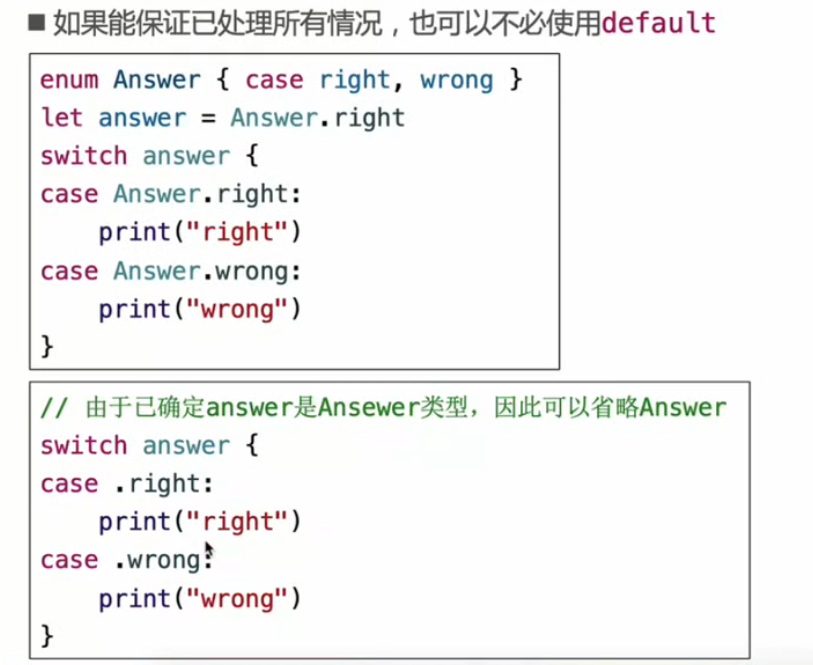 ■ 如果能保证已处理所有情况，也可以不必使用default
enum Answer { case right, wrong }
let answer = Answer.right
switch answer {
case Answer.right:
    print("right")
case Answer.wrong:
    print("wrong")
}
// 由于已确定answer是Ansewer类型，因此可以省略Answer
switch answer {
case .right:
    print("right")
case .wrong:
    print("wrong")
}